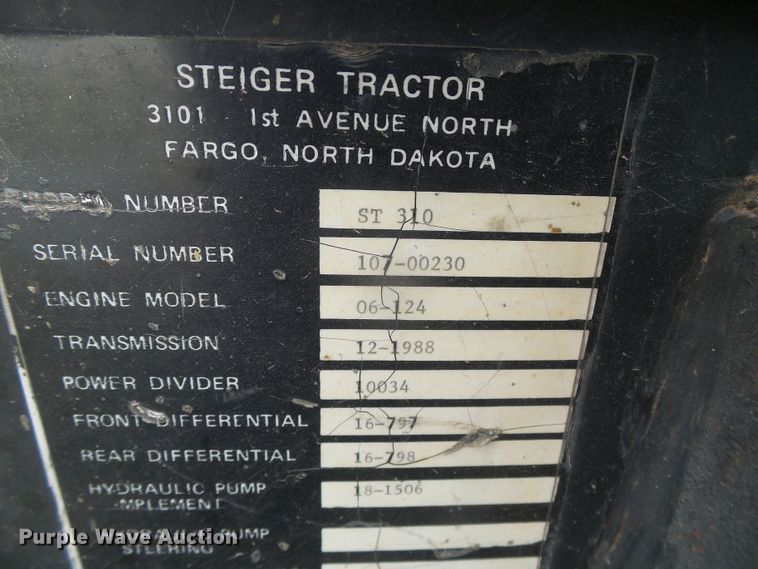 STEIGER TRACTOR
3101 1st AVENUE NORTH
FARGO, NORTH DAKOTA
NUMBER ST 310
SERIAL NUMBER 107-00230
ENGINE MODEL 06-124
TRANSMISSION 12-1988
POWER DIVIDER 10034
FRONT DIFFERENTIAL 16-797
REAR DIFFERENTIAL 16-798
HYDRAULIC PUMP 18-1506
IMPLEMENT
HYDRAULIC PUMP
STEERING
Purple Wave Auction